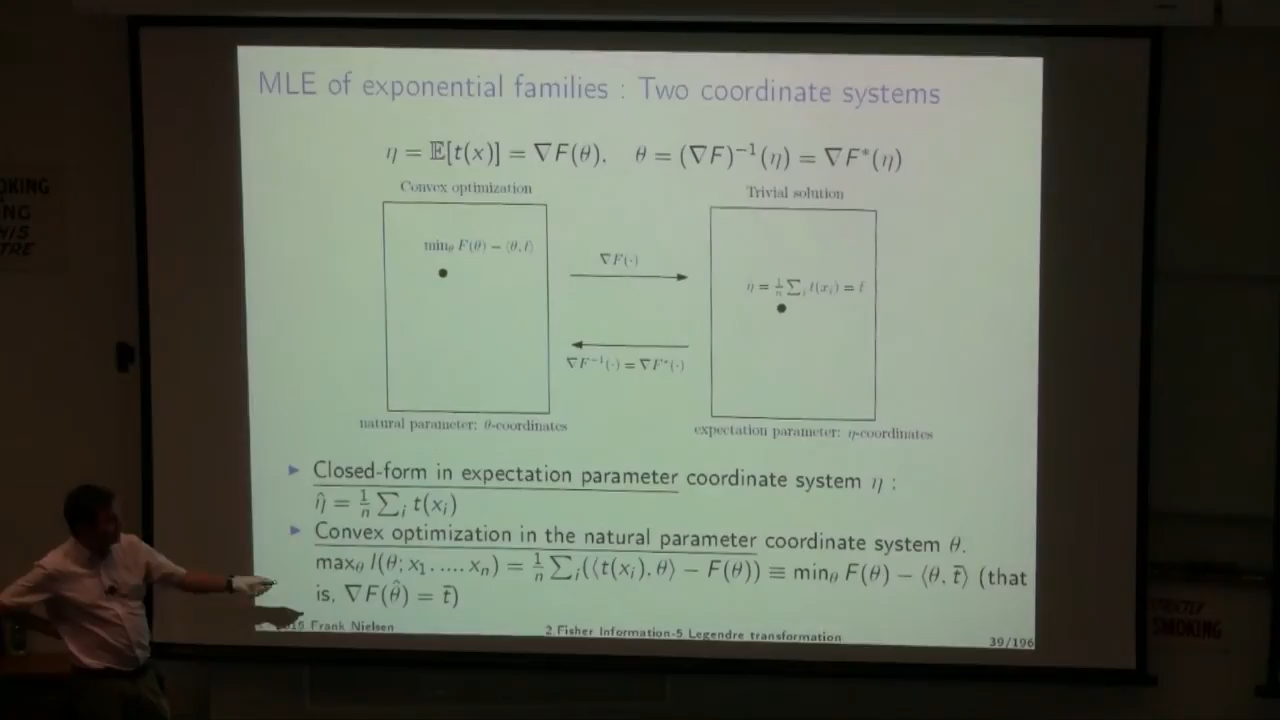 MLE of exponential families : Two coordinate systems
η = 𝔼[t(x)] = ∇F(θ), θ = (∇F)⁻¹(η) = ∇F*(η)
Convex optimization
Trivial solution
min_θ F(θ) − ⟨θ, t̄⟩
∇F(·)
η̂ = 1/n ∑_i t(x_i) = t̄
∇F⁻¹(·) = ∇F*(·)
natural parameter: θ-coordinates
expectation parameter: η-coordinates
► Closed-form in expectation parameter coordinate system η :
η̂ = 1/n ∑_i t(x_i)
► Convex optimization in the natural parameter coordinate system θ.
max_θ l(θ; x₁, ..., x_n) = 1/n ∑_i(⟨t(x_i), θ⟩ − F(θ)) ≡ min_θ F(θ) − ⟨θ, t̄⟩ (that
is, ∇F(θ̂) = t̄)
Frank Nielsen
2.Fisher Information-5.Legendre transformation
39/196
STRICTLY
SMOKING